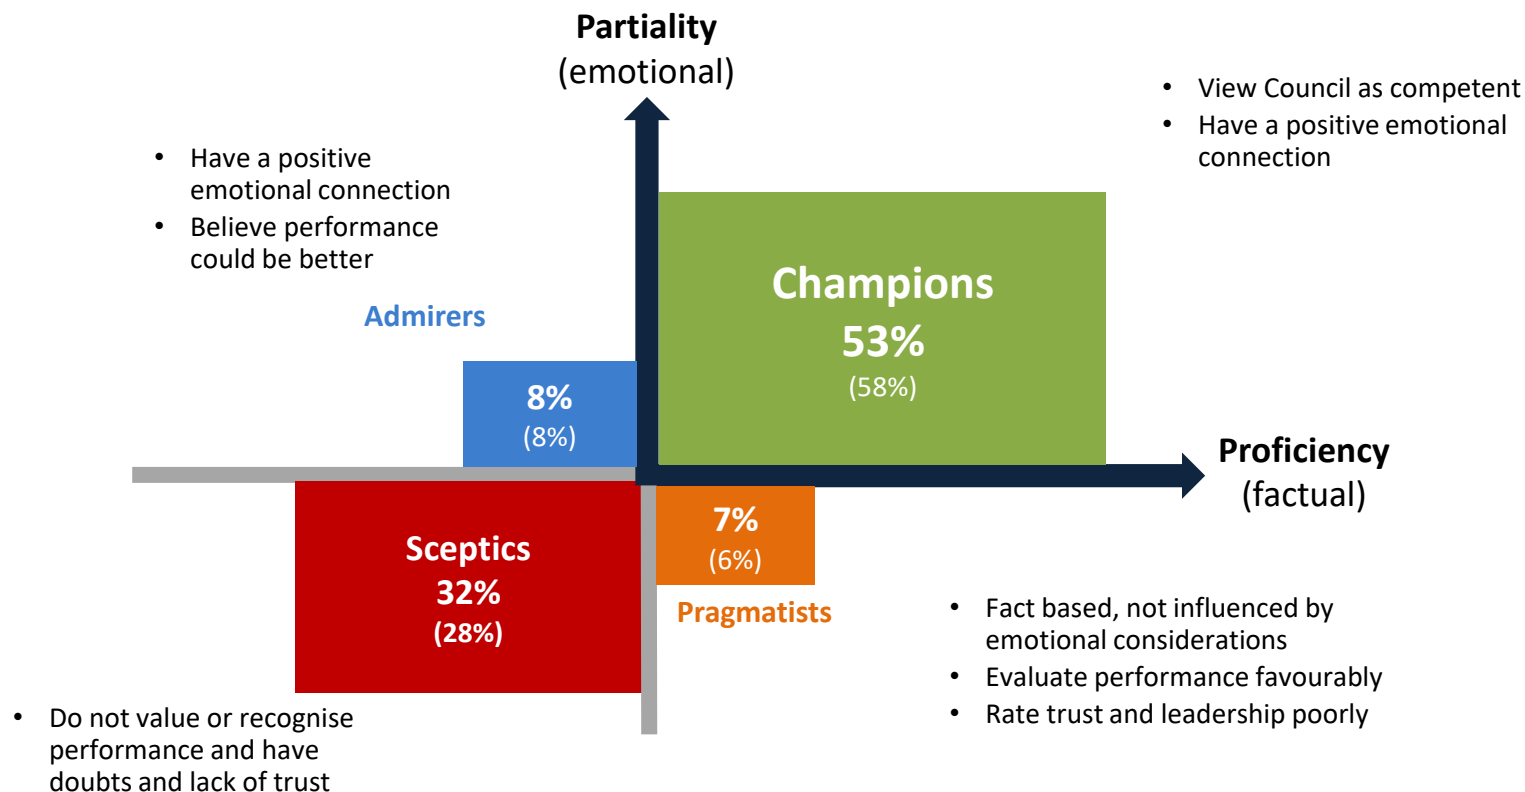 Partiality
(emotional)
• View Council as competent
• Have a positive emotional
connection
• Have a positive
emotional connection
• Believe performance
could be better
Admirers
Champions
53%
(58%)
8%
(8%)
Proficiency
(factual)
Sceptics
32%
(28%)
7%
(6%)
Pragmatists
• Fact based, not influenced by
emotional considerations
• Evaluate performance favourably
• Rate trust and leadership poorly
• Do not value or recognise
performance and have
doubts and lack of trust